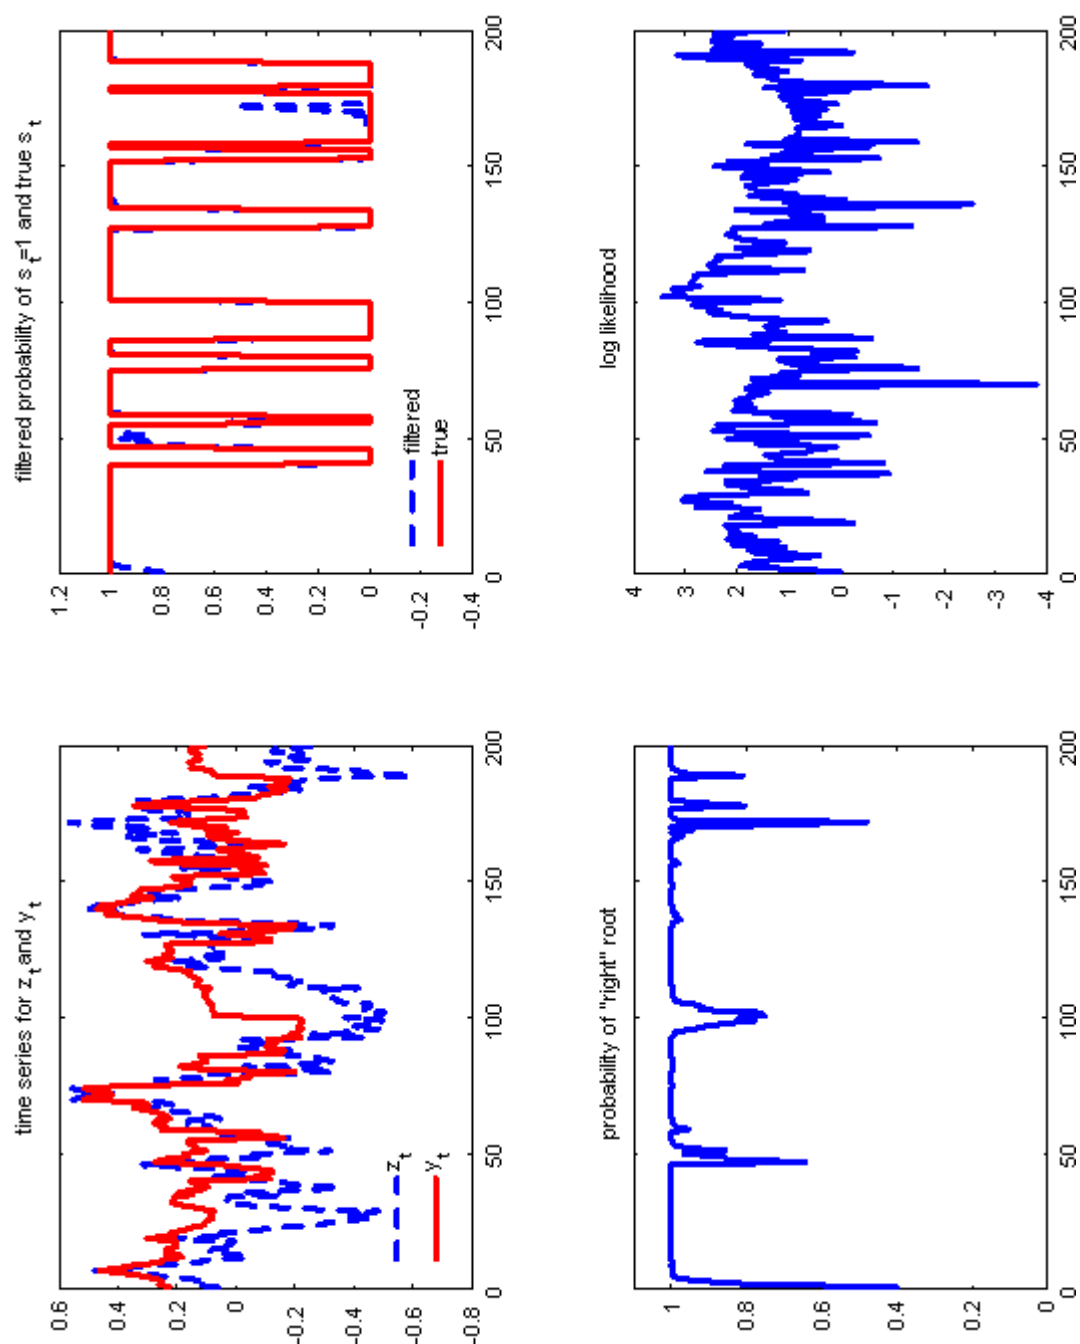 time series for z_t and y_t
0.6
0.4
0.2
0
-0.2
-0.4
-0.6
-0.8
z_t
y_t
0 50 100 150 200
filtered probability of s_t=1 and true s_t
1.2
1
0.8
0.6
0.4
0.2
0
-0.2
-0.4
filtered
true
0 50 100 150 200
probability of "right" root
1
0.8
0.6
0.4
0.2
0
0 50 100 150 200
log likelihood
4
3
2
1
0
-1
-2
-3
-4
0 50 100 150 200